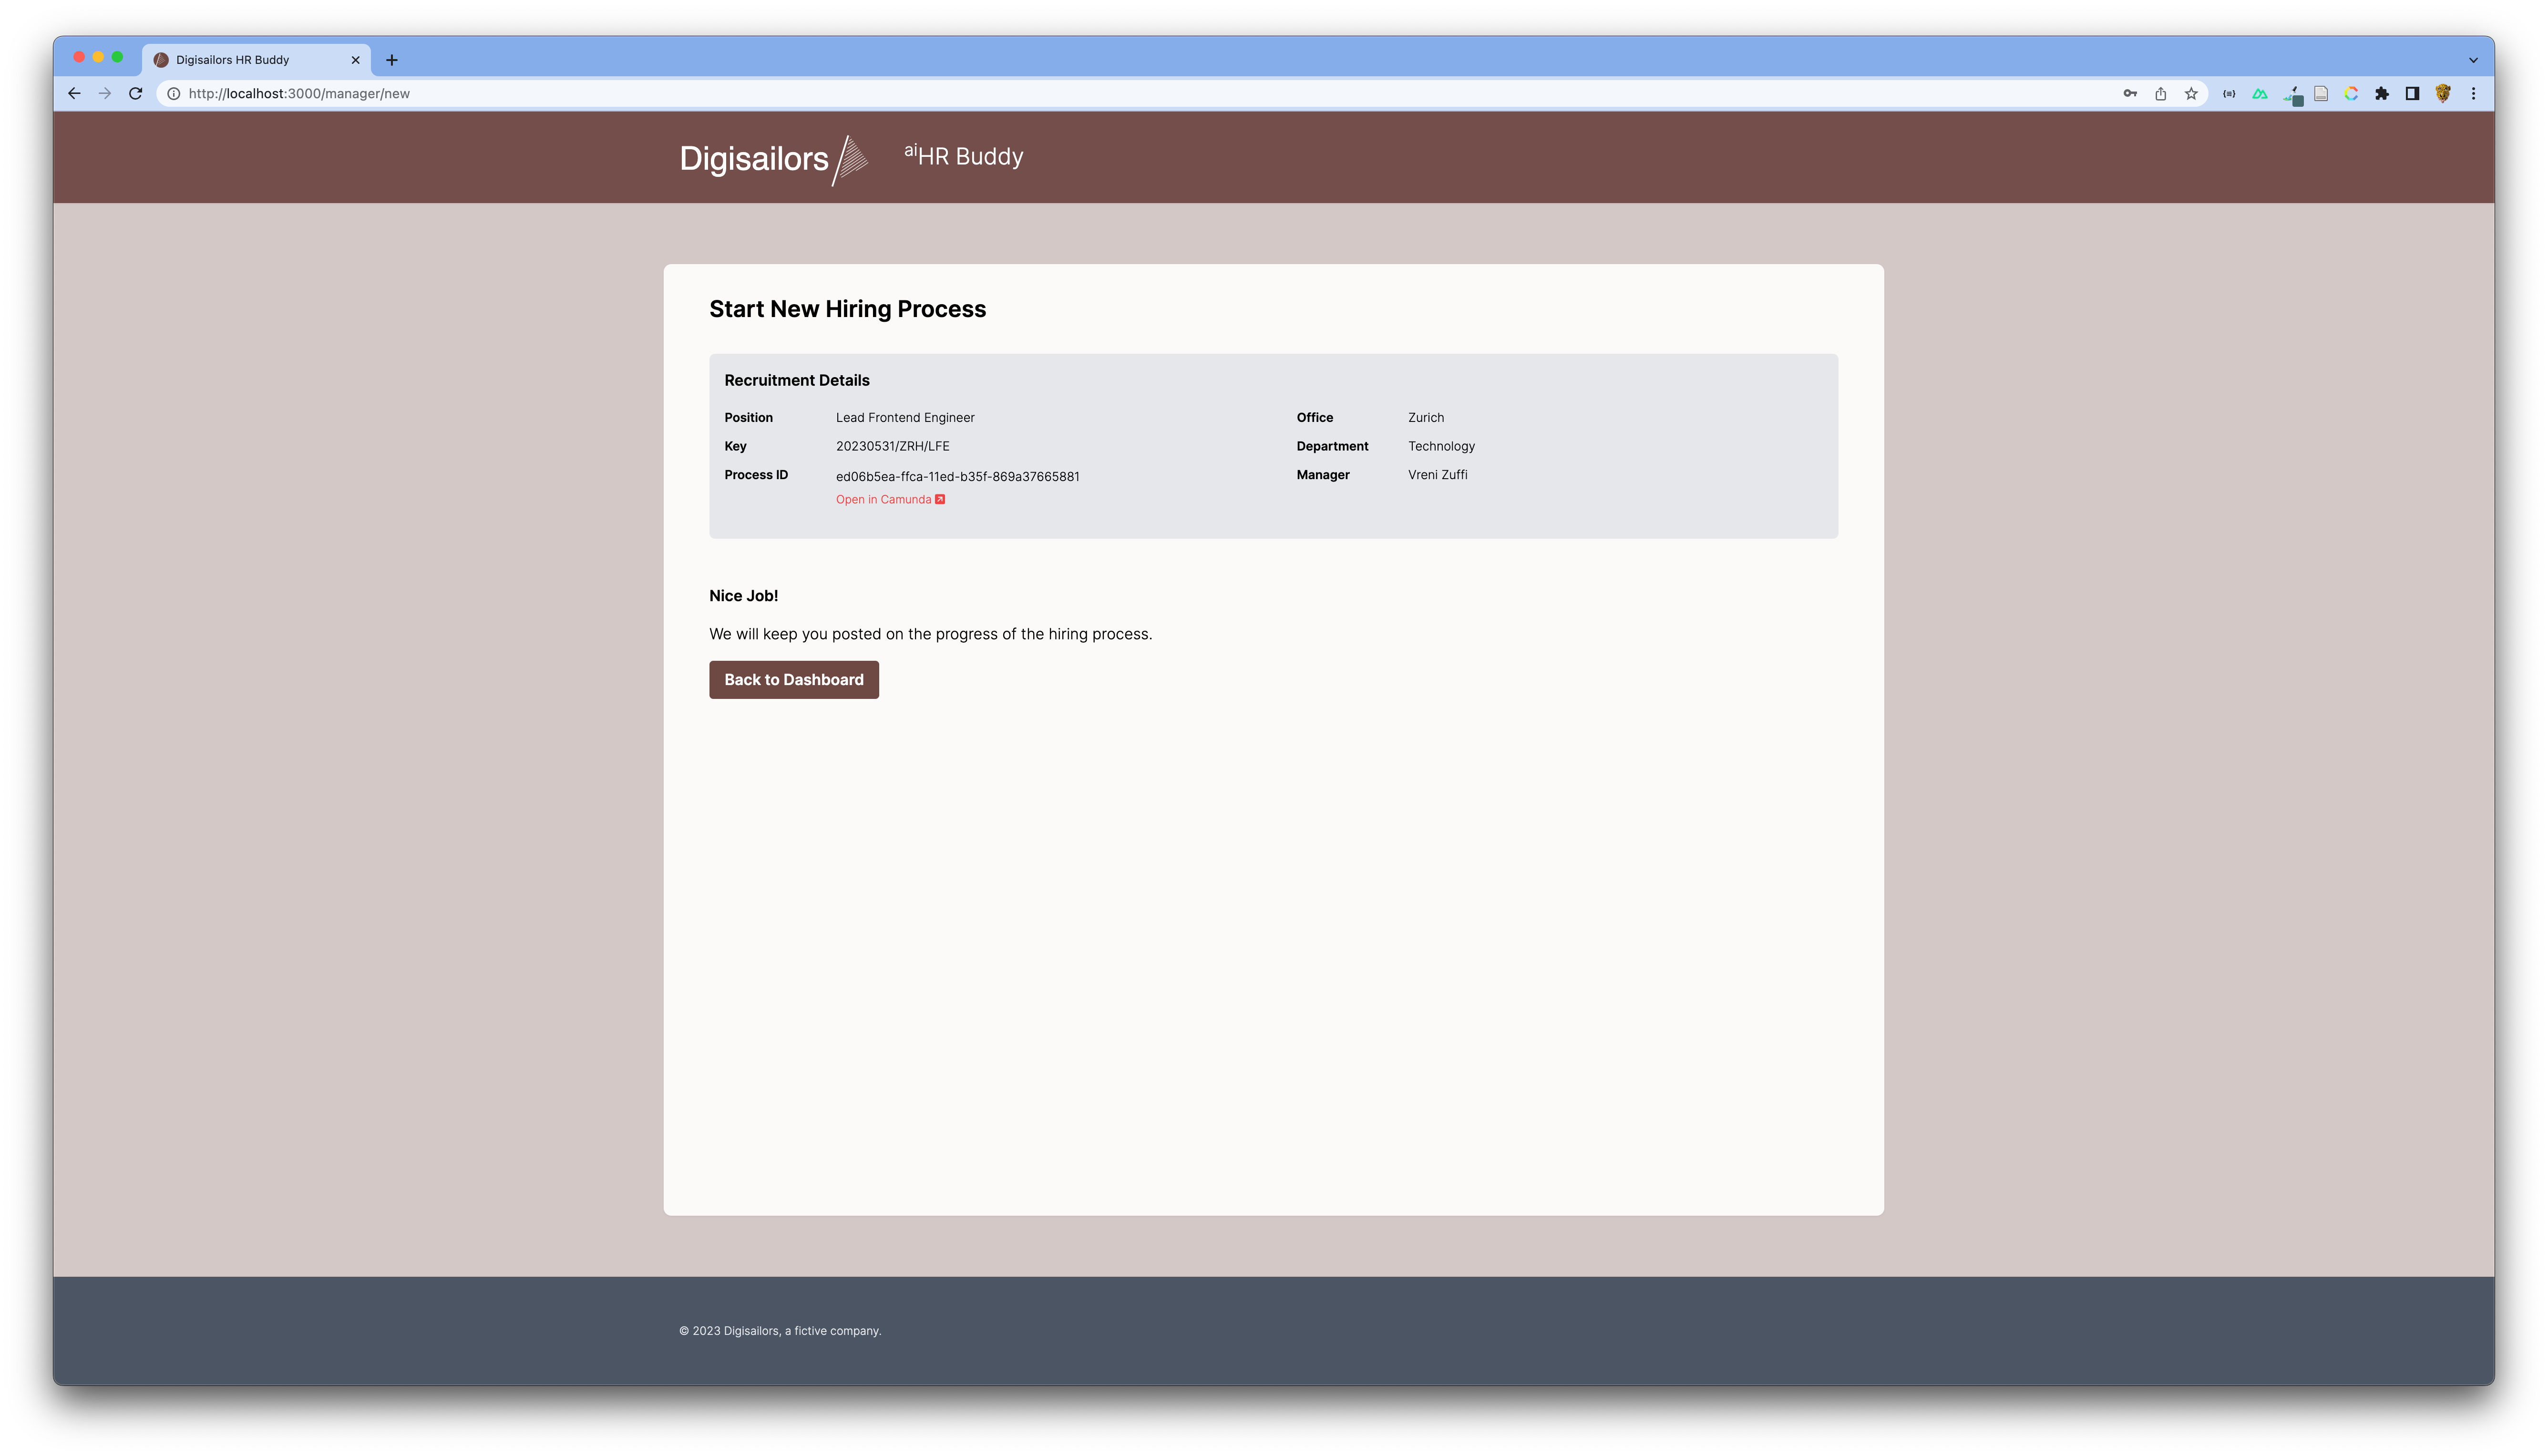 Digisailors HR Buddy
http://localhost:3000/manager/new
Digisailors
aiHR Buddy
Start New Hiring Process
Recruitment Details
Position Lead Frontend Engineer Office Zurich
Key 20230531/ZRH/LFE Department Technology
Process ID ed06b5ea-ffca-11ed-b35f-869a37665881 Manager Vreni Zuffi
Open in Camunda
Nice Job!
We will keep you posted on the progress of the hiring process.
Back to Dashboard
© 2023 Digisailors, a fictive company.